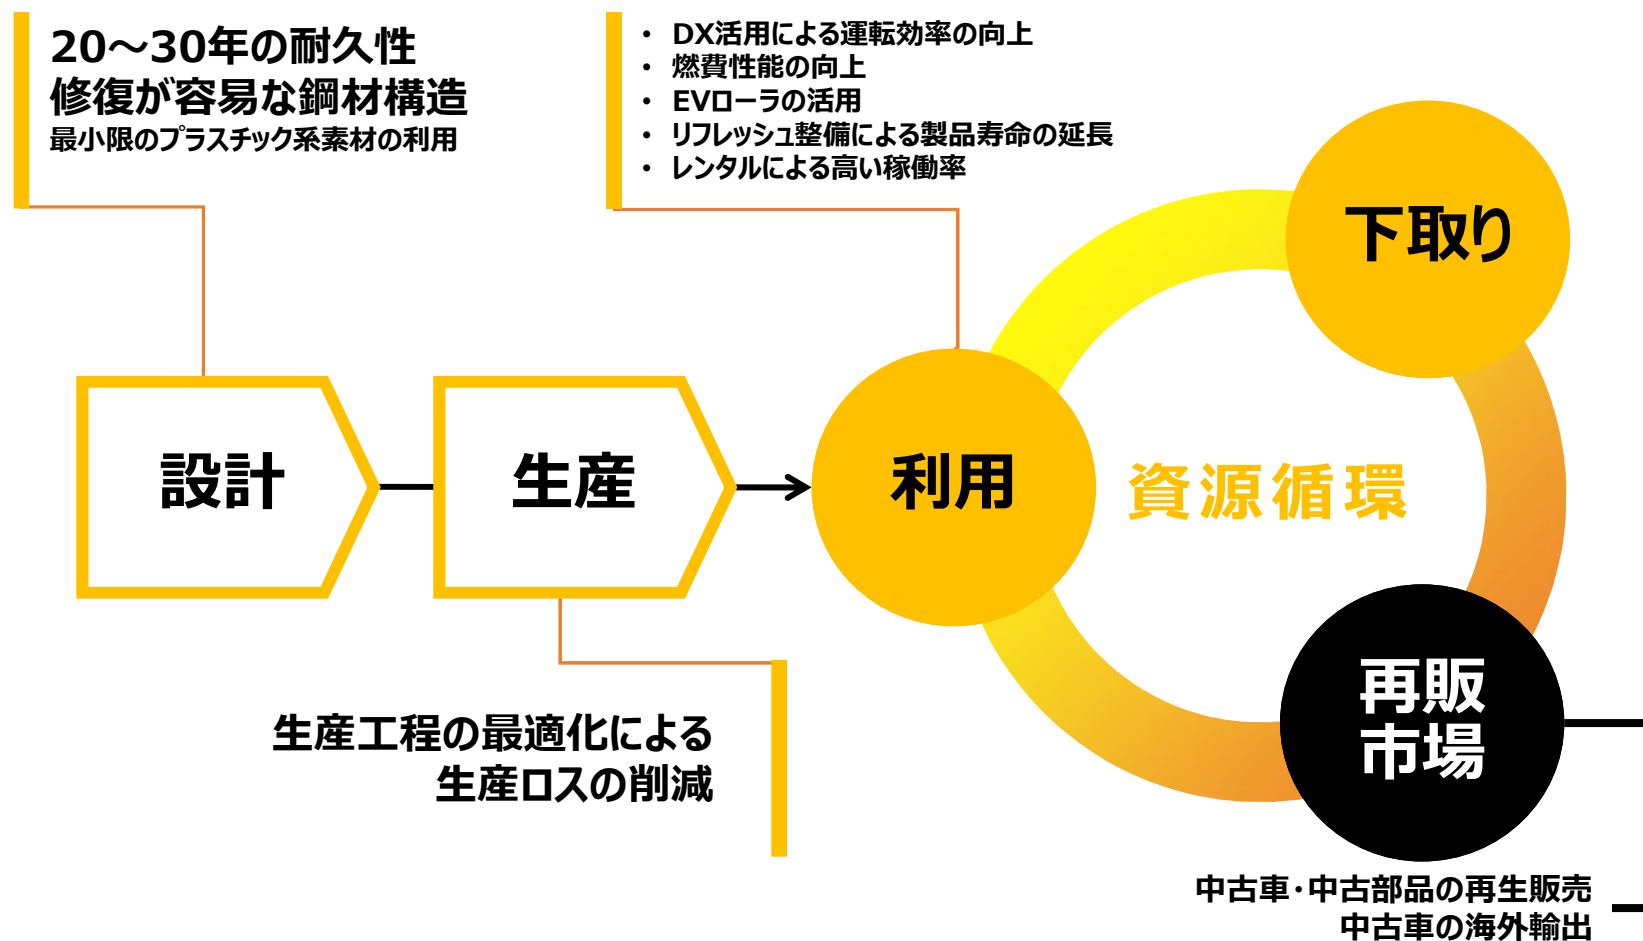 20～30年の耐久性
修復が容易な鋼材構造
最小限のプラスチック系素材の利用
• DX活用による運転効率の向上
• 燃費性能の向上
• EVローラの活用
• リフレッシュ整備による製品寿命の延長
• レンタルによる高い稼働率
下取り
設計
生産
利用
資源循環
再販
市場
生産工程の最適化による
生産ロスの削減
中古車・中古部品の再生販売
中古車の海外輸出